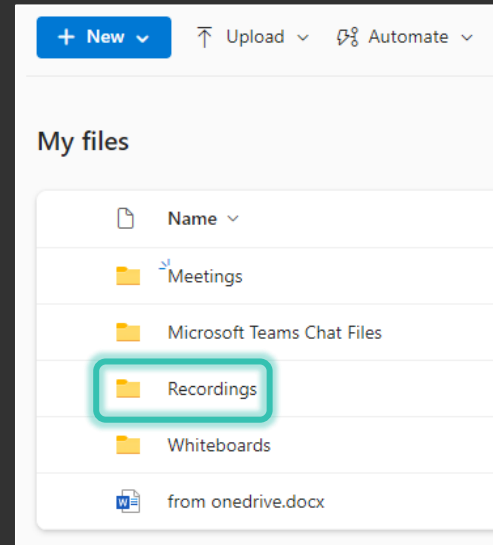 + New Upload Automate
My files
Name
Meetings
Microsoft Teams Chat Files
Recordings
Whiteboards
from onedrive.docx